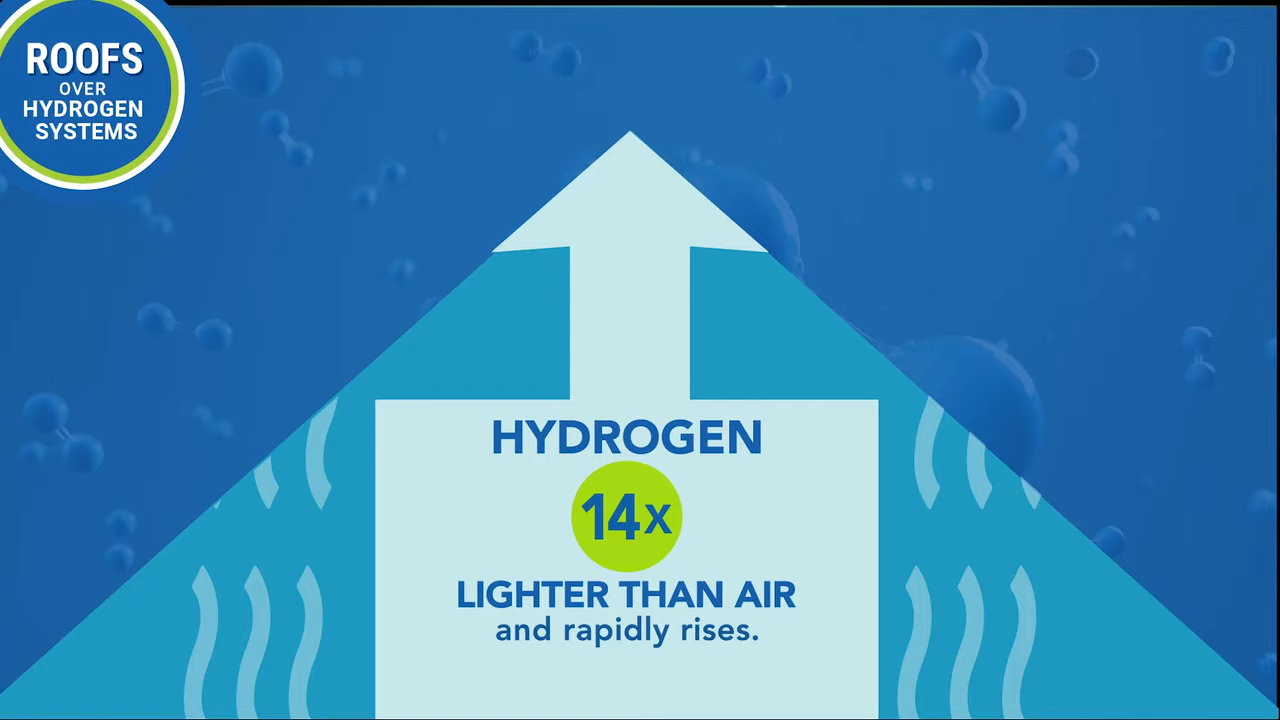 ROOFS
OVER
HYDROGEN
SYSTEMS
HYDROGEN
14x
LIGHTER THAN AIR
and rapidly rises.